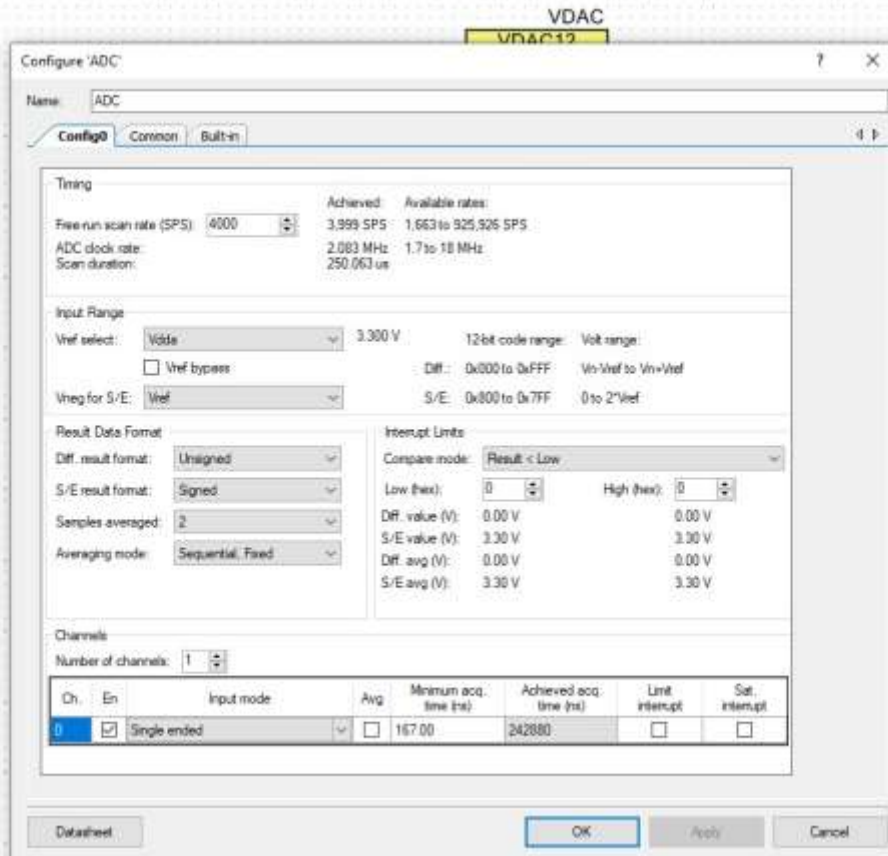 VDAC
VDAC12
Configure 'ADC'
? X
Name: ADC
Config0 Common Built-in
Timing
Achieved: Available rates:
Free-run scan rate (SPS): 4000 3,999 SPS 1,663 to 925,926 SPS
ADC clock rate: 2.083 MHz 1.7 to 18 MHz
Scan duration: 250.063 us
Input Range
Vref select: Vdda 3.300 V 12-bit code range: Volt range:
Vref bypass Diff.: 0x000 to 0xFFF Vn-Vref to Vn+Vref
Vneg for S/E: Vref S/E: 0x800 to 0x7FF 0 to 2*Vref
Result Data Format Interrupt Limits
Diff. result format: Unsigned Compare mode: Result < Low
S/E result format: Signed Low (hex): 0 High (hex): 0
Samples averaged: 2 Diff. value (V): 0.00 V 0.00 V
S/E value (V): 3.30 V 3.30 V
Averaging mode: Sequential, Fixed Diff. avg (V): 0.00 V 0.00 V
S/E avg (V): 3.30 V 3.30 V
Channels
Number of channels: 1
Ch. En Input mode Avg Minimum acq. time (ns) Achieved acq. time (ns) Limit interrupt Sat. interrupt
0 Single ended 167.00 242880
Datasheet OK Apply Cancel